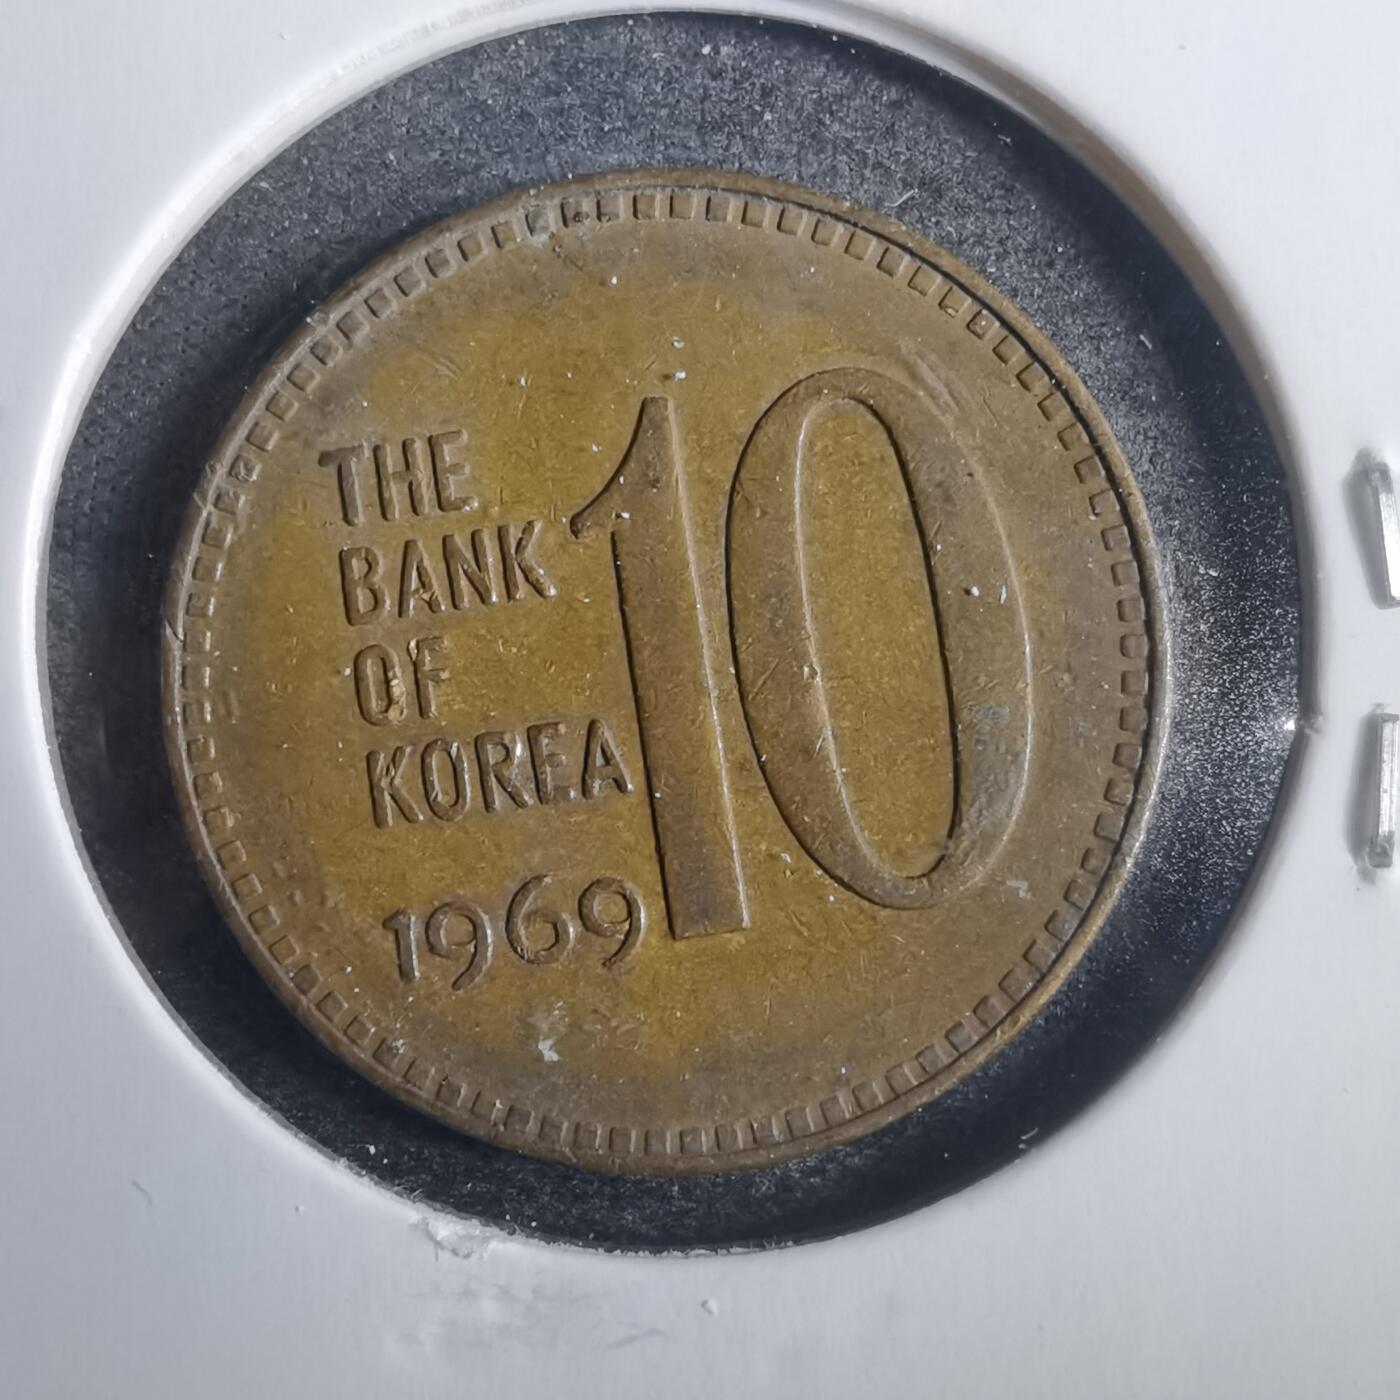 THE
BANK
OF
KOREA
10
1969